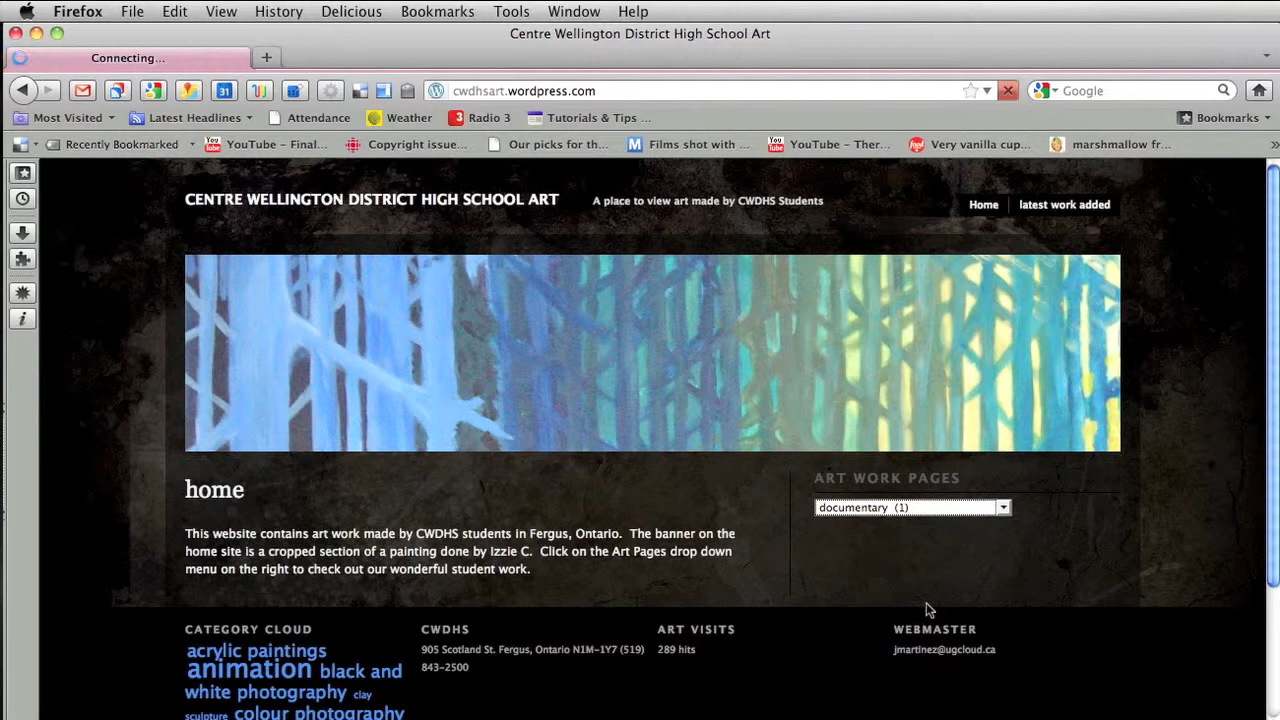 Firefox File Edit View History Delicious Bookmarks Tools Window Help
Centre Wellington District High School Art
Connecting...
cwdhsart.wordpress.com
Google
Most Visited Latest Headlines Attendance Weather 3 Radio 3 Tutorials & Tips ... Bookmarks
Recently Bookmarked YouTube - Final... Copyright issue... Our picks for th... M Films shot with ... YouTube - Ther... Very vanilla cup... marshmallow fr...
CENTRE WELLINGTON DISTRICT HIGH SCHOOL ART A place to view art made by CWDHS Students Home latest work added
home
ART WORK PAGES
documentary (1)
This website contains art work made by CWDHS students in Fergus, Ontario. The banner on the
home site is a cropped section of a painting done by Izzie C. Click on the Art Pages drop down
menu on the right to check out our wonderful student work.
CATEGORY CLOUD
acrylic paintings
animation black and
white photography clay
sculpture colour photography
CWDHS
905 Scotland St. Fergus, Ontario N1M-1Y7 (519)
843-2500
ART VISITS
289 hits
WEBMASTER
jmartinez@ugcloud.ca